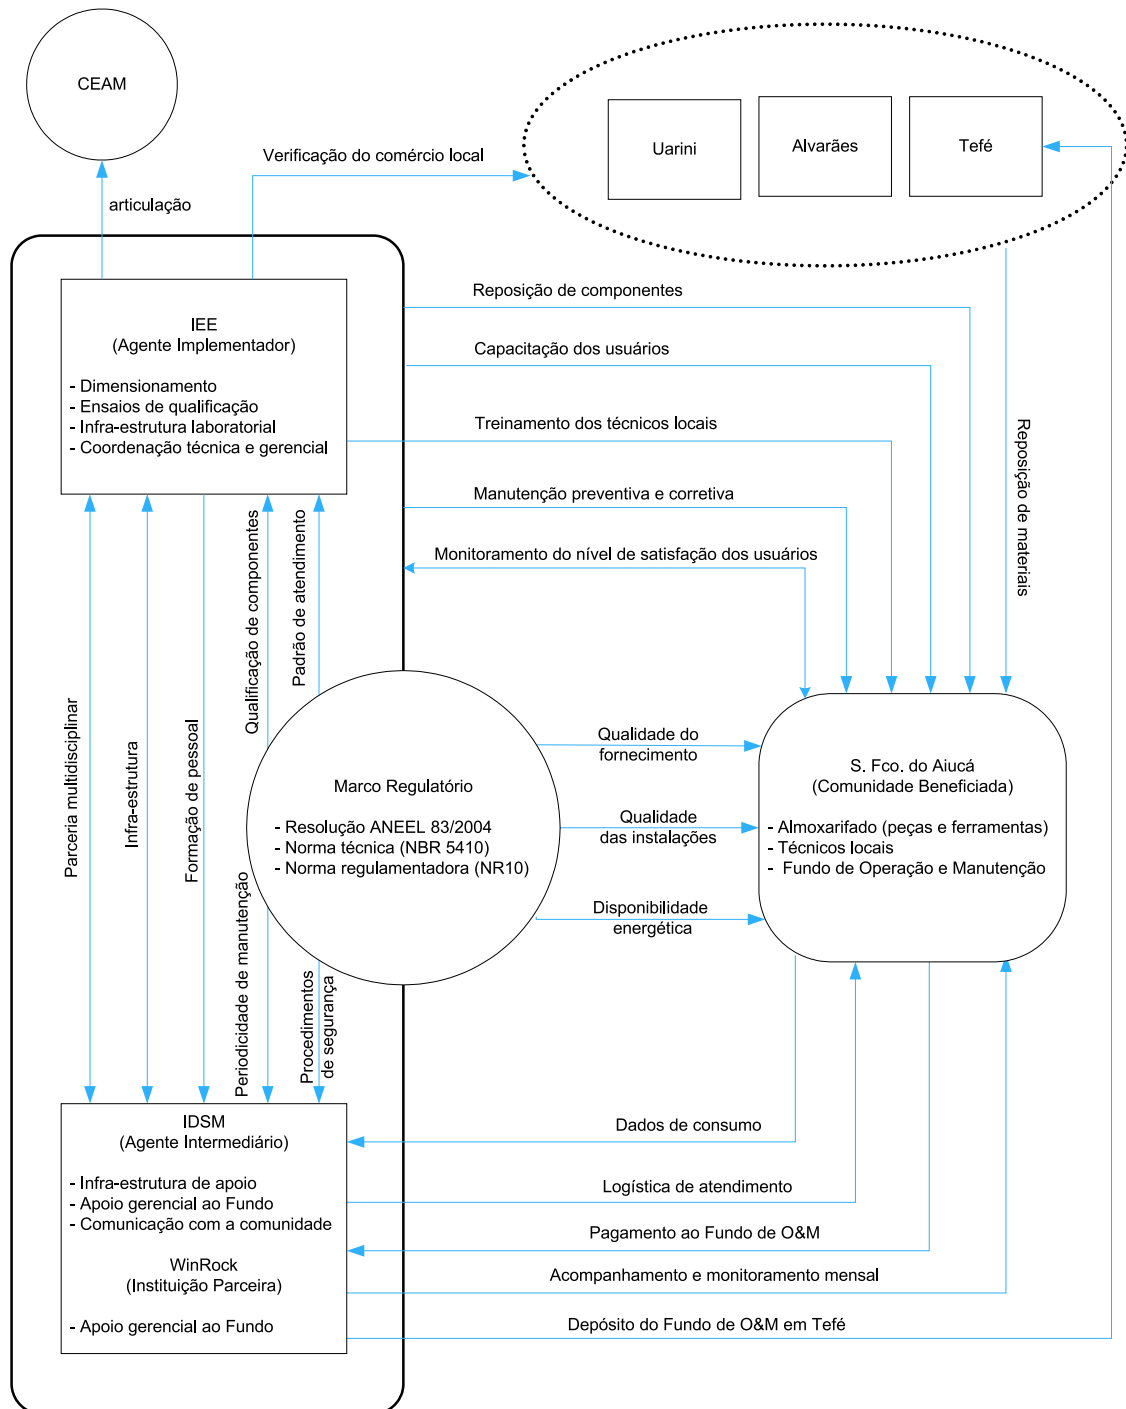 CEAM
Uarini
Alvarães
Tefé
Verificação do comércio local
articulação
IEE
(Agente Implementador)
- Dimensionamento
- Ensaios de qualificação
- Infra-estrutura laboratorial
- Coordenação técnica e gerencial
Reposição de componentes
Capacitação dos usuários
Treinamento dos técnicos locais
Manutenção preventiva e corretiva
Monitoramento do nível de satisfação dos usuários
Reposição de materiais
Parceria multidisciplinar
Infra-estrutura
Formação de pessoal
Qualificação de componentes
Padrão de atendimento
Marco Regulatório
- Resolução ANEEL 83/2004
- Norma técnica (NBR 5410)
- Norma regulamentadora (NR10)
Qualidade do
fornecimento
Qualidade
das instalações
Disponibilidade
energética
S. Fco. do Aiucá
(Comunidade Beneficiada)
- Almoxarifado (peças e ferramentas)
- Técnicos locais
- Fundo de Operação e Manutenção
Periodicidade de manutenção
Procedimentos
de segurança
IDSM
(Agente Intermediário)
- Infra-estrutura de apoio
- Apoio gerencial ao Fundo
- Comunicação com a comunidade
WinRock
(Instituição Parceira)
- Apoio gerencial ao Fundo
Dados de consumo
Logística de atendimento
Pagamento ao Fundo de O&M
Acompanhamento e monitoramento mensal
Depósito do Fundo de O&M em Tefé